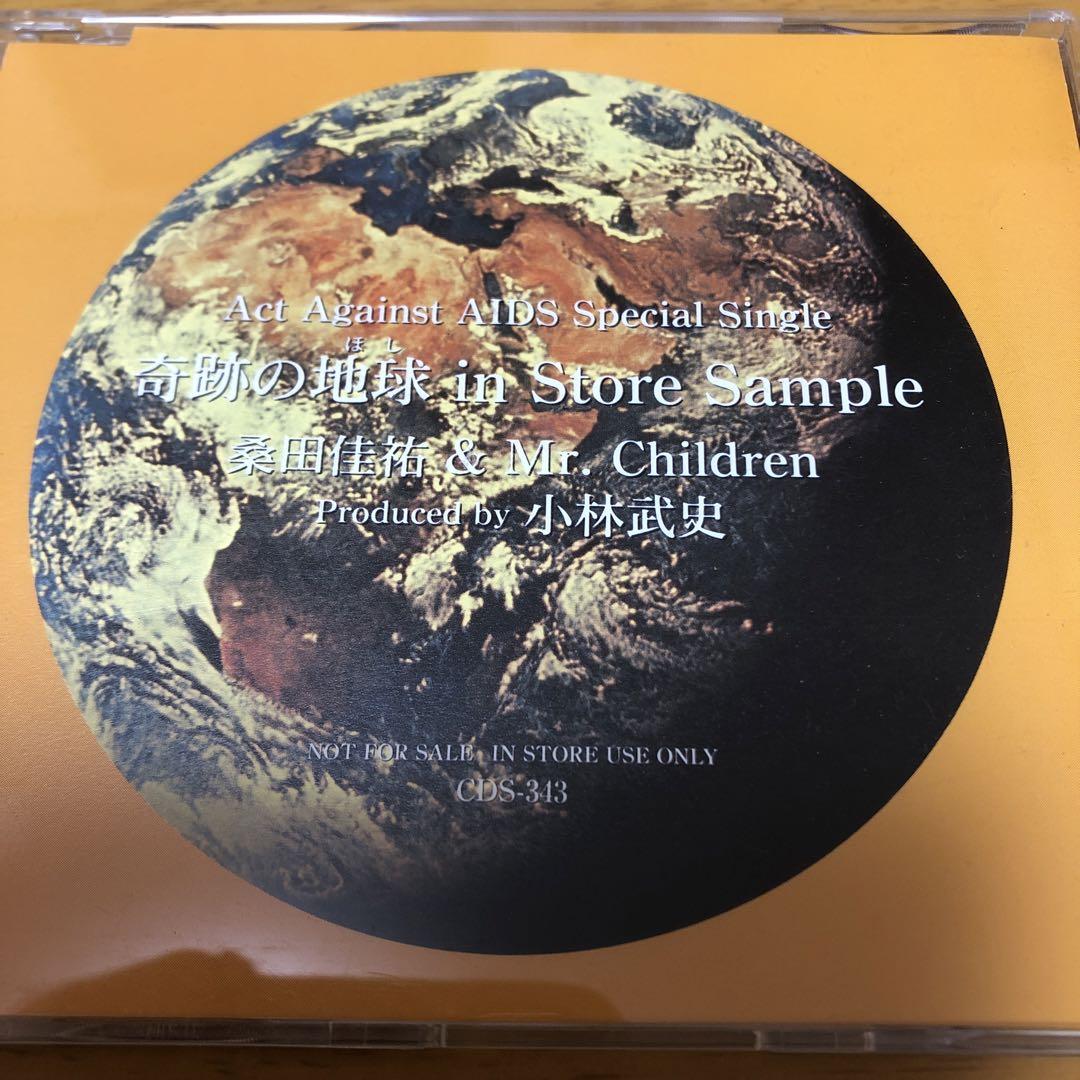 Act Against AIDS Special Single
ほし
奇跡の地球 in Store Sample
桑田佳祐 & Mr. Children
Produced by 小林武史
NOT FOR SALE IN STORE USE ONLY
CDS-343